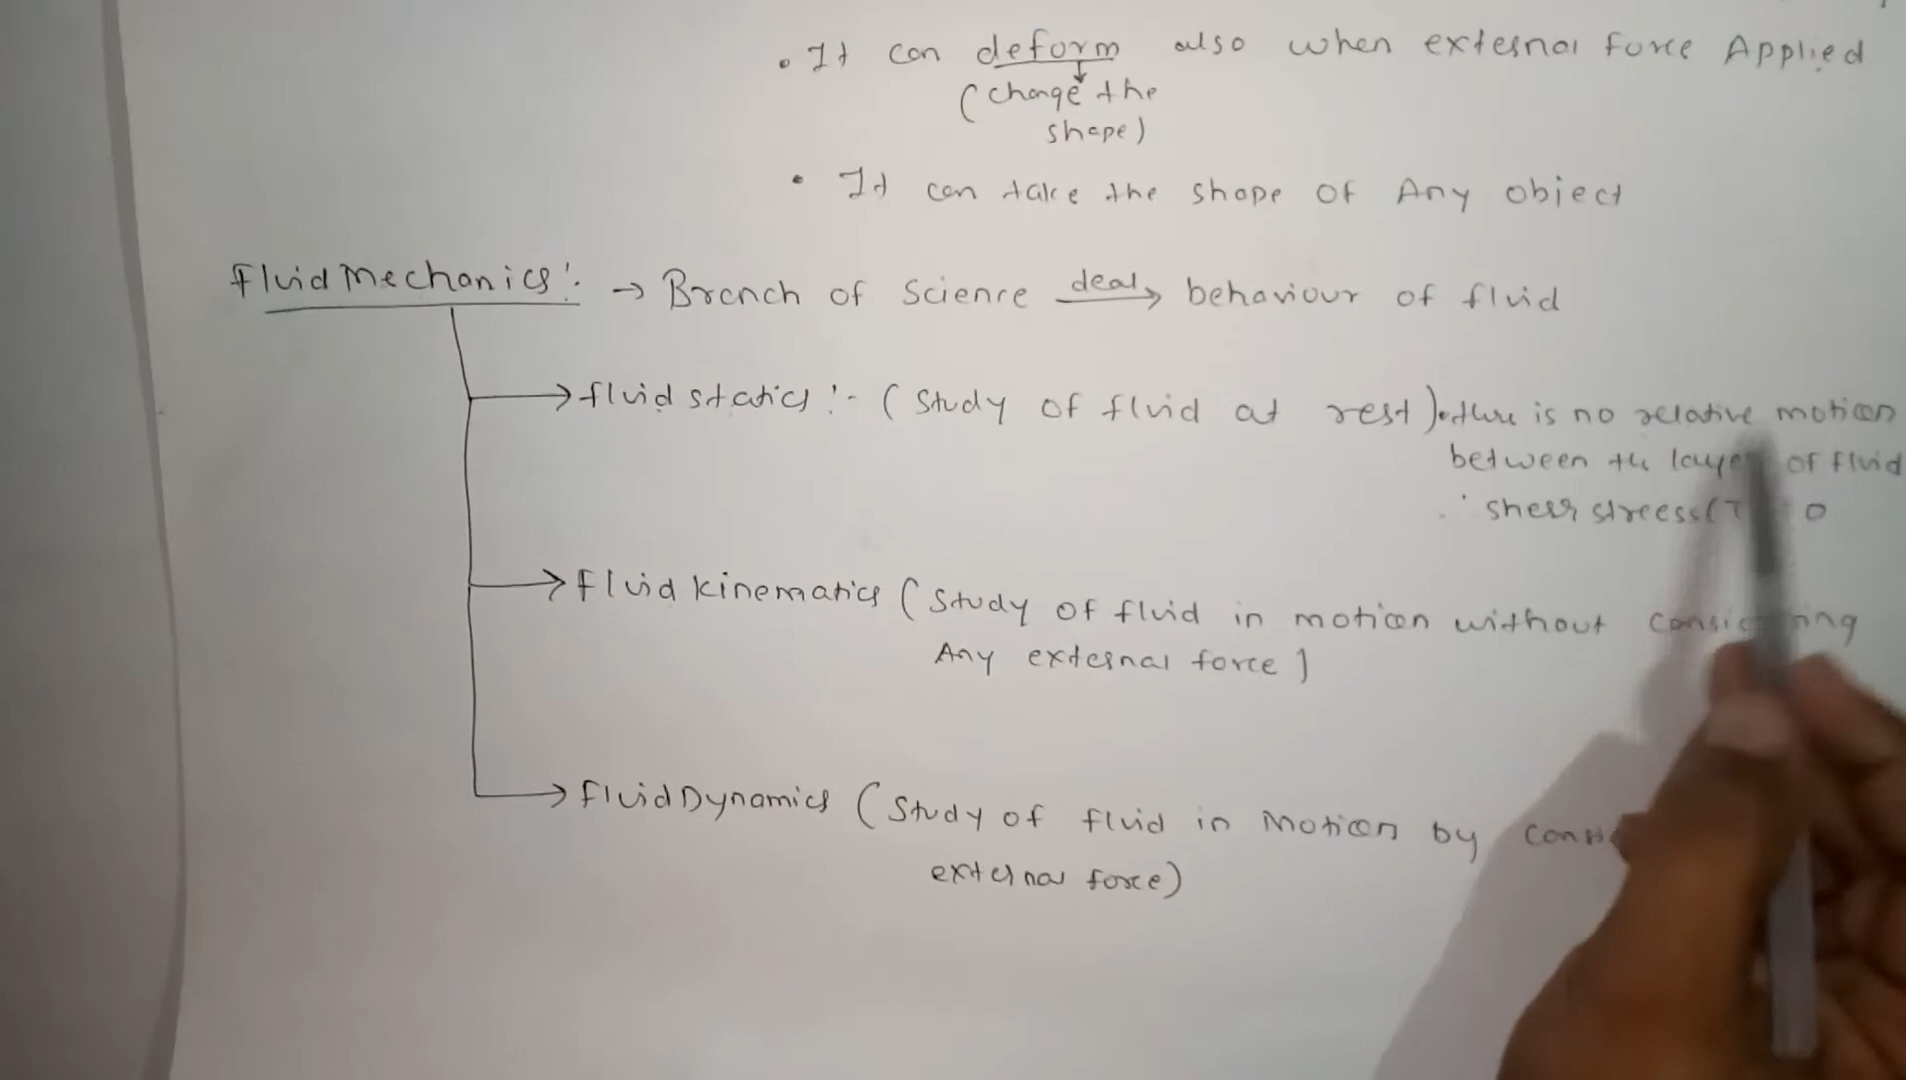 • It can deform also when external force Applied
(change the
shape)
• It can take the shape of Any object
fluid Mechanics :- → Branch of science deal → behaviour of fluid
→ fluid statics :- ( Study of fluid at rest ) • there is no relative motion
between the layer of fluid
∴ shear streess(τ 0
→ fluid kinematics ( Study of fluid in motion without
Any external force )
→ fluid Dynamics ( Study of fluid in Motion by
external force)